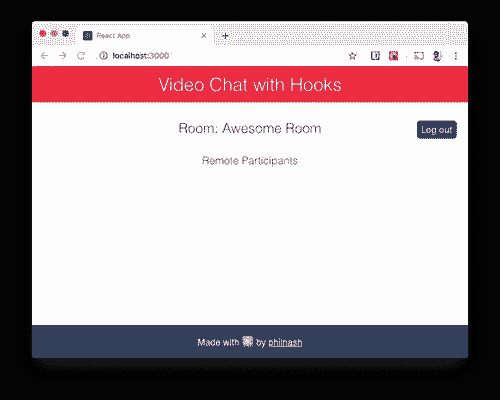 React App
localhost:3000
Video Chat with Hooks
Room: Awesome Room
Log out
Remote Participants
Made with by philnash